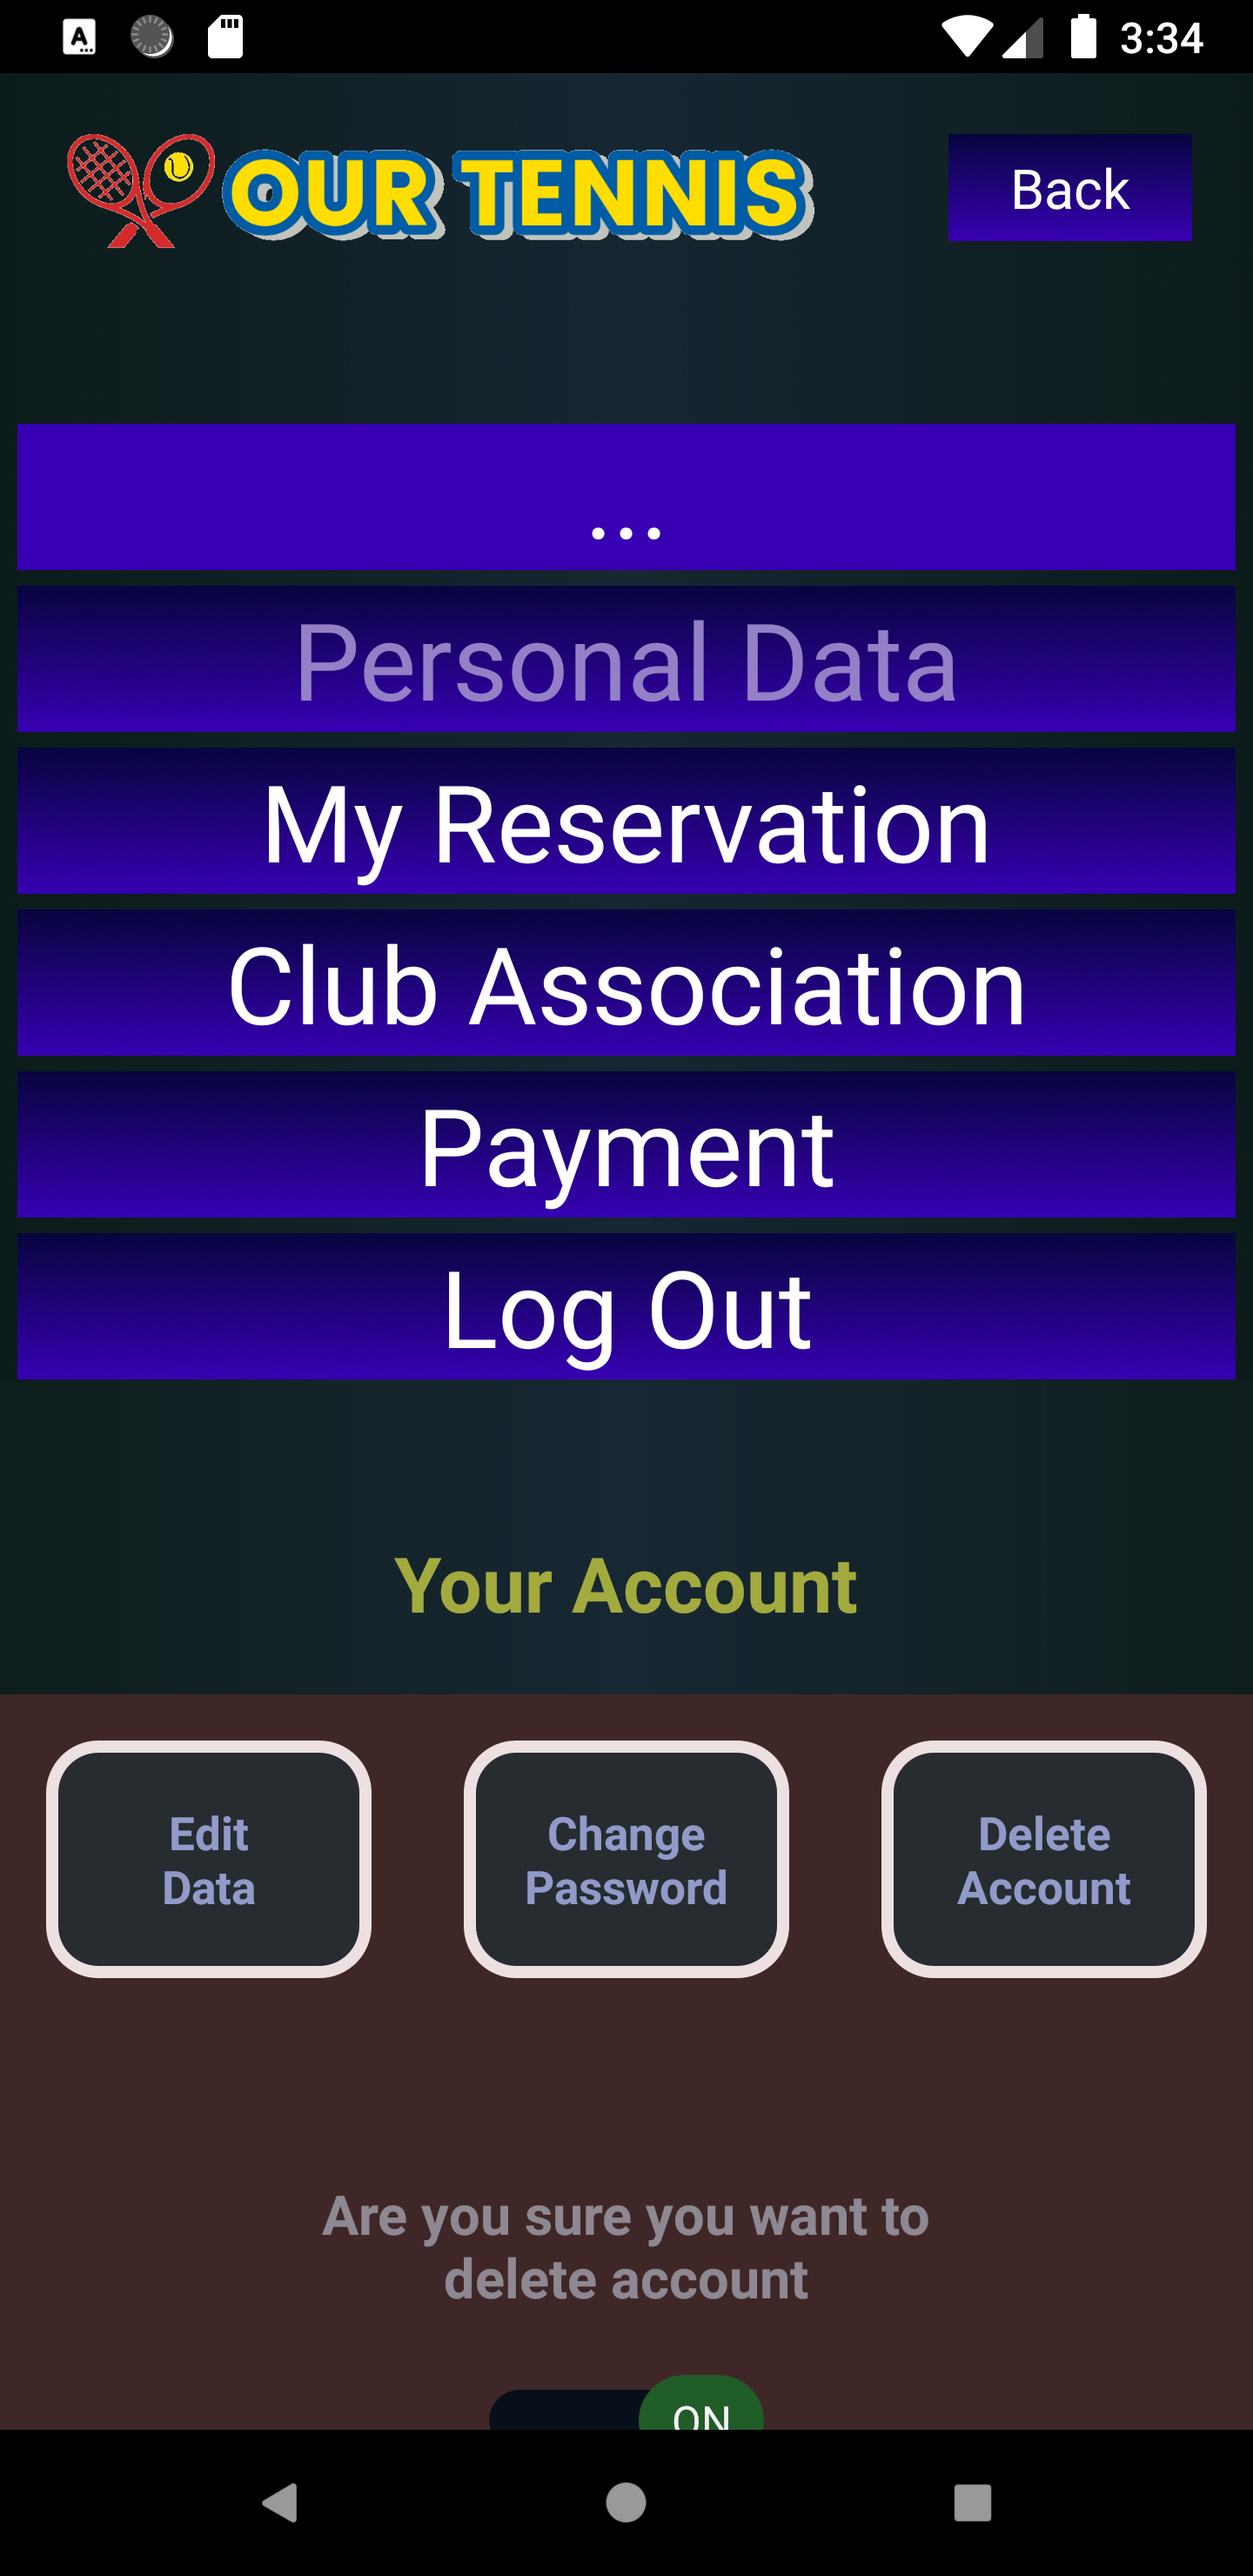 3:34
OUR TENNIS
Back
...
Personal Data
My Reservation
Club Association
Payment
Log Out
Your Account
Edit
Data
Change
Password
Delete
Account
Are you sure you want to
delete account
ON